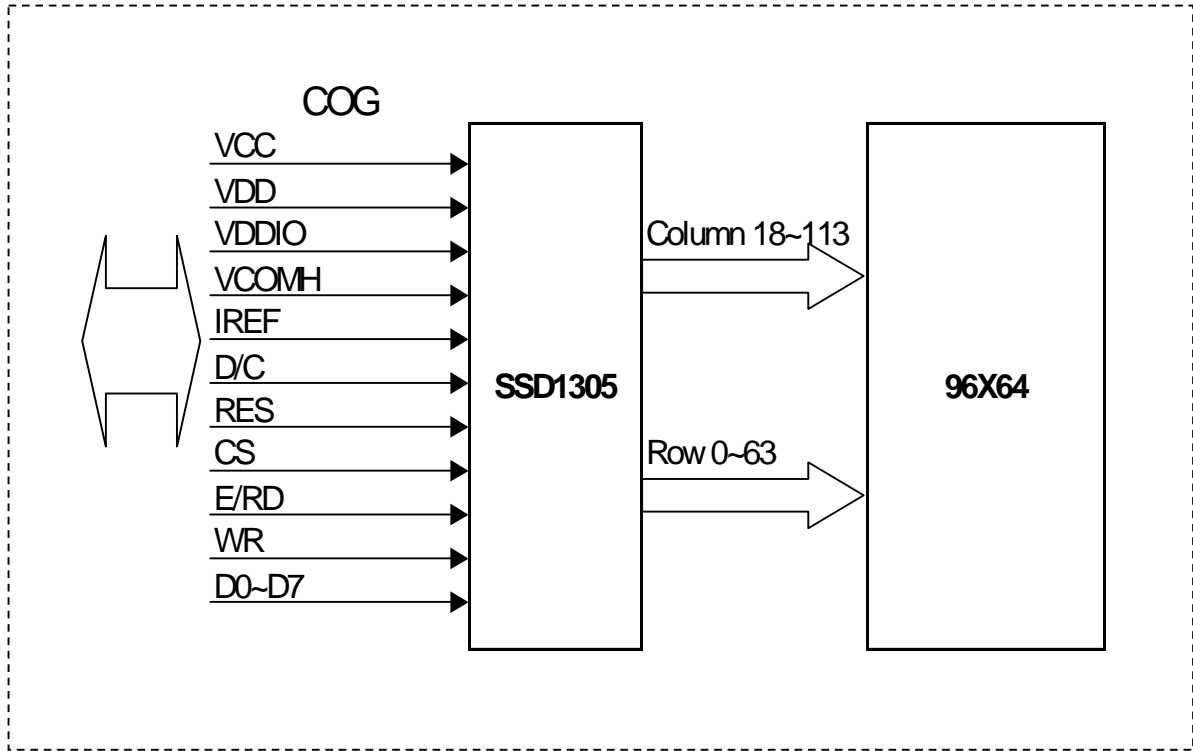 COG
VCC
VDD
VDDIO
VCOMH
IREF
D/C
RES
CS
E/RD
WR
D0~D7
SSD1305
Column 18~113
Row 0~63
96X64